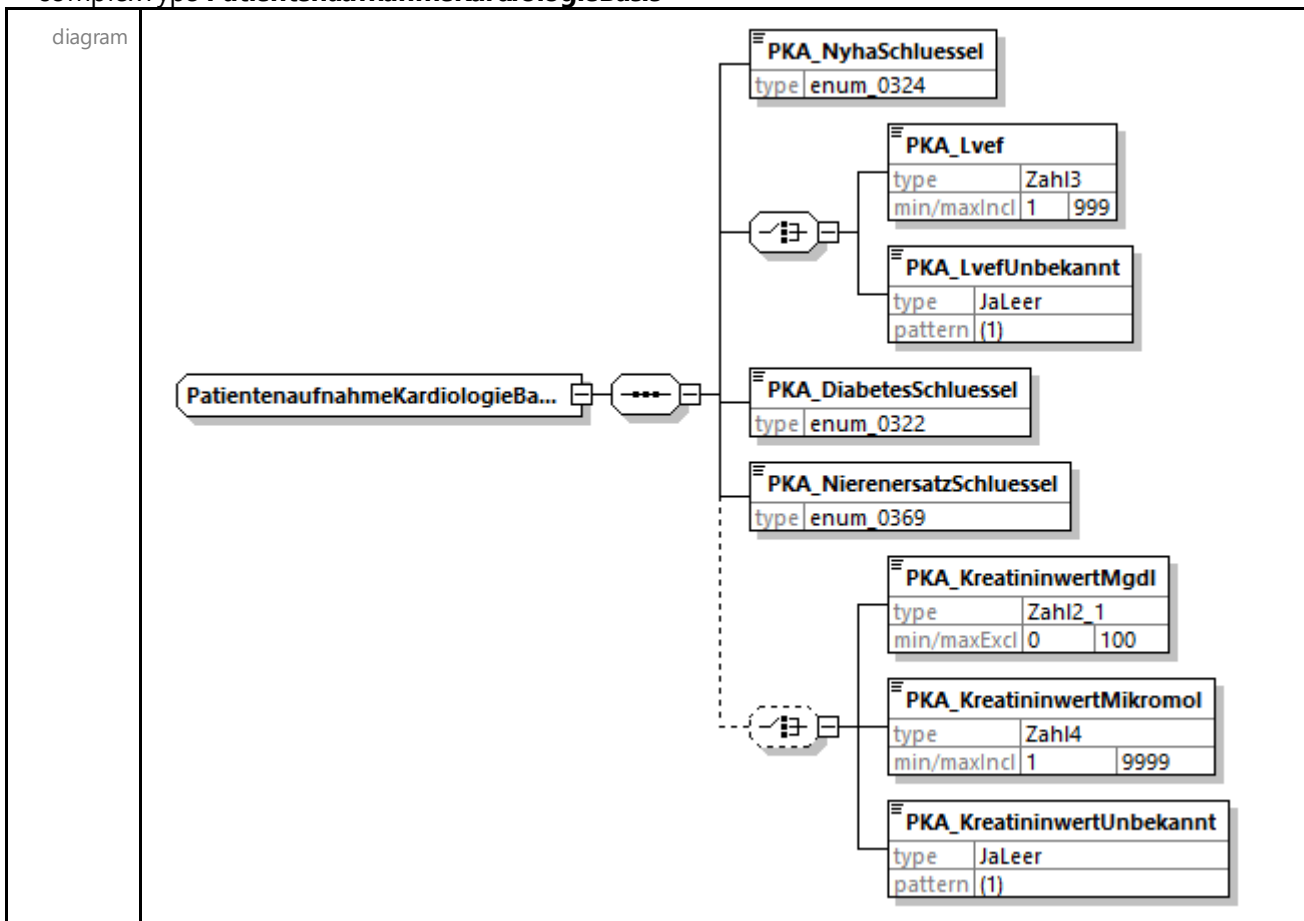 complexType PatientenaufnahmeKardiologieBasis
diagram
PKA_NyhaSchluessel
type enum_0324
PKA_Lvef
type Zahl3
min/maxIncl 1 999
PKA_LvefUnbekannt
type JaLeer
pattern (1)
PatientenaufnahmeKardiologieBa...
PKA_DiabetesSchluessel
type enum_0322
PKA_NierenersatzSchluessel
type enum_0369
PKA_KreatininwertMgdl
type Zahl2_1
min/maxExcl 0 100
PKA_KreatininwertMikromol
type Zahl4
min/maxIncl 1 9999
PKA_KreatininwertUnbekannt
type JaLeer
pattern (1)